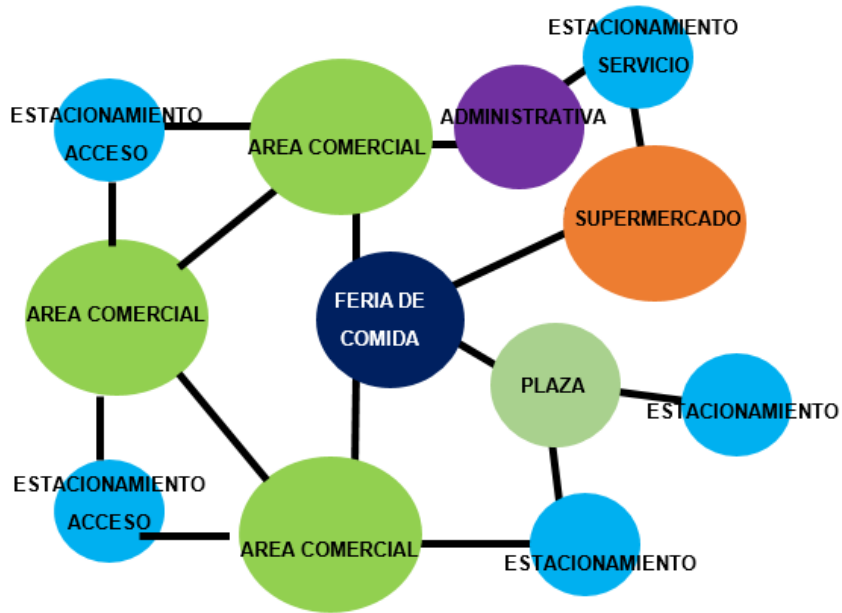 ESTACIONAMIENTO
SERVICIO
ESTACIONAMIENTO
ACCESO
AREA COMERCIAL
ADMINISTRATIVA
SUPERMERCADO
AREA COMERCIAL
FERIA DE
COMIDA
PLAZA
ESTACIONAMIENTO
ESTACIONAMIENTO
ACCESO
AREA COMERCIAL
ESTACIONAMIENTO